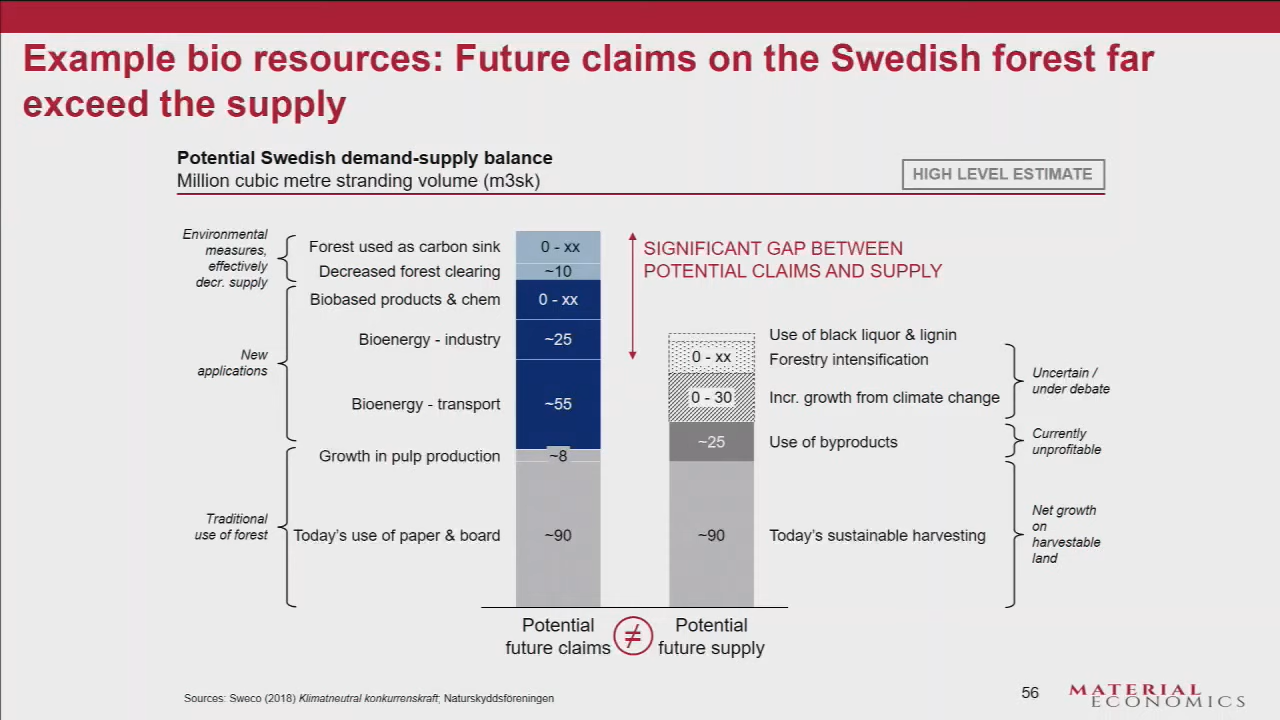 Example bio resources: Future claims on the Swedish forest far
exceed the supply
Potential Swedish demand-supply balance
Million cubic metre stranding volume (m3sk)
HIGH LEVEL ESTIMATE
Environmental
measures,
effectively
decr. supply
Forest used as carbon sink
0 - xx
Decreased forest clearing
~10
New
applications
Biobased products & chem
0 - xx
Bioenergy - industry
~25
Bioenergy - transport
~55
Traditional
use of forest
Growth in pulp production
~8
Today's use of paper & board
~90
SIGNIFICANT GAP BETWEEN
POTENTIAL CLAIMS AND SUPPLY
Use of black liquor & lignin
0 - xx
Forestry intensification
0 - 30
Incr. growth from climate change
Uncertain /
under debate
~25
Use of byproducts
Currently
unprofitable
~90
Today's sustainable harvesting
Net growth
on
harvestable
land
Potential
future claims
≠
Potential
future supply
Sources: Sweco (2018) Klimatneutral konkurrenskraft; Naturskyddsföreningen
56
MATERIAL
ECONOMICS